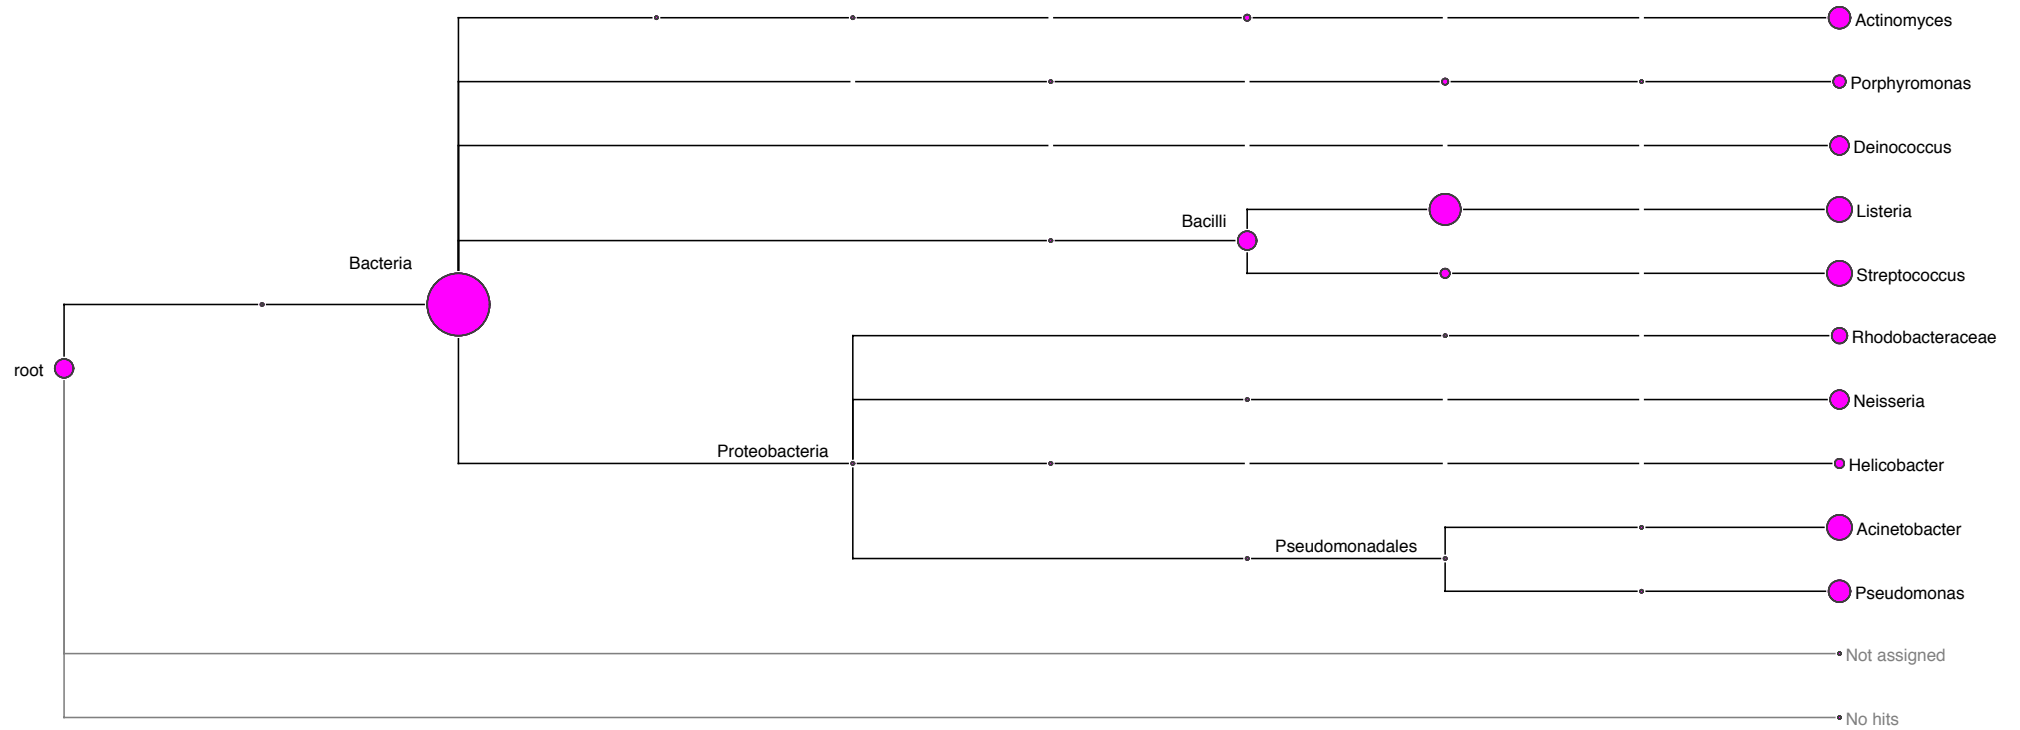 Actinomyces
Porphyromonas
Deinococcus
Listeria
Bacilli
Bacteria
Streptococcus
Rhodobacteraceae
root
Neisseria
Proteobacteria
Helicobacter
Acinetobacter
Pseudomonadales
Pseudomonas
Not assigned
No hits